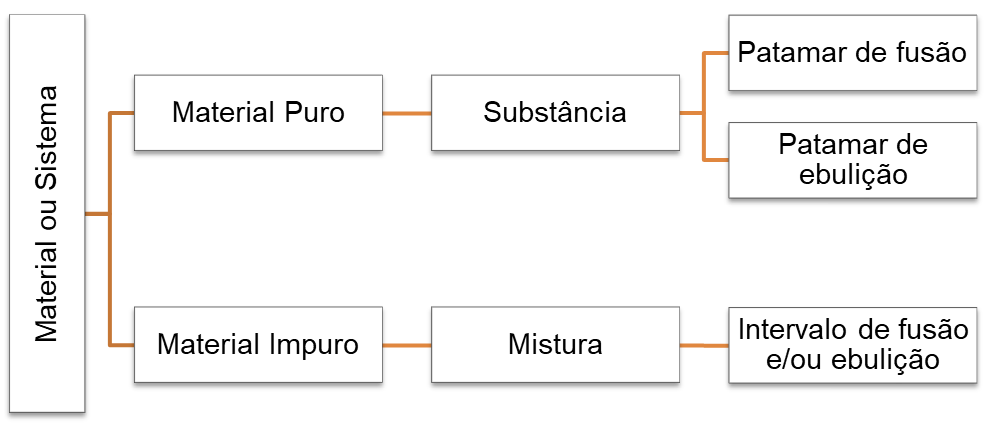 Material ou Sistema
Material Puro
Substância
Patamar de fusão
Patamar de
ebulição
Material Impuro
Mistura
Intervalo de fusão
e/ou ebulição